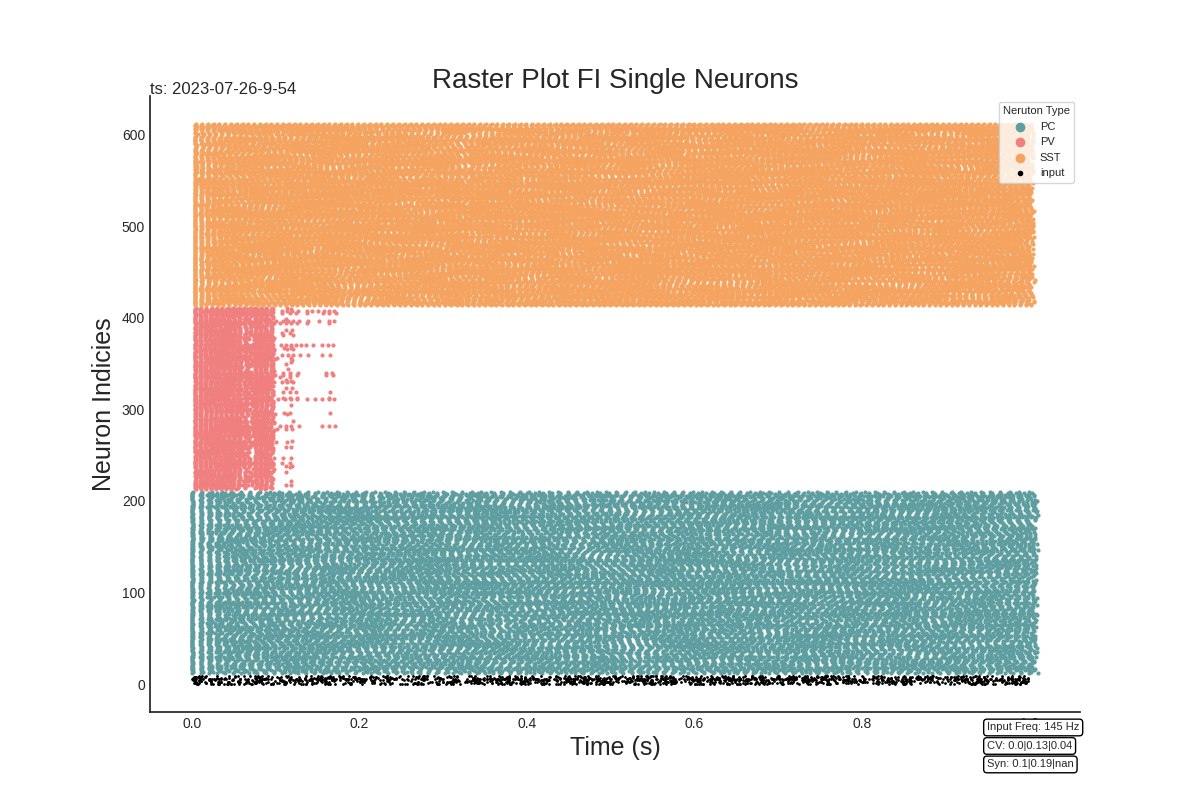 Raster Plot FI Single Neurons
ts: 2023-07-26-9-54
Neruton Type
PC
PV
SST
input
600
500
400
300
200
100
0
Neuron Indicies
0.0
0.2
0.4
0.6
0.8
Time (s)
Input Freq: 145 Hz
CV: 0.0|0.13|0.04
Syn: 0.1|0.19|nan